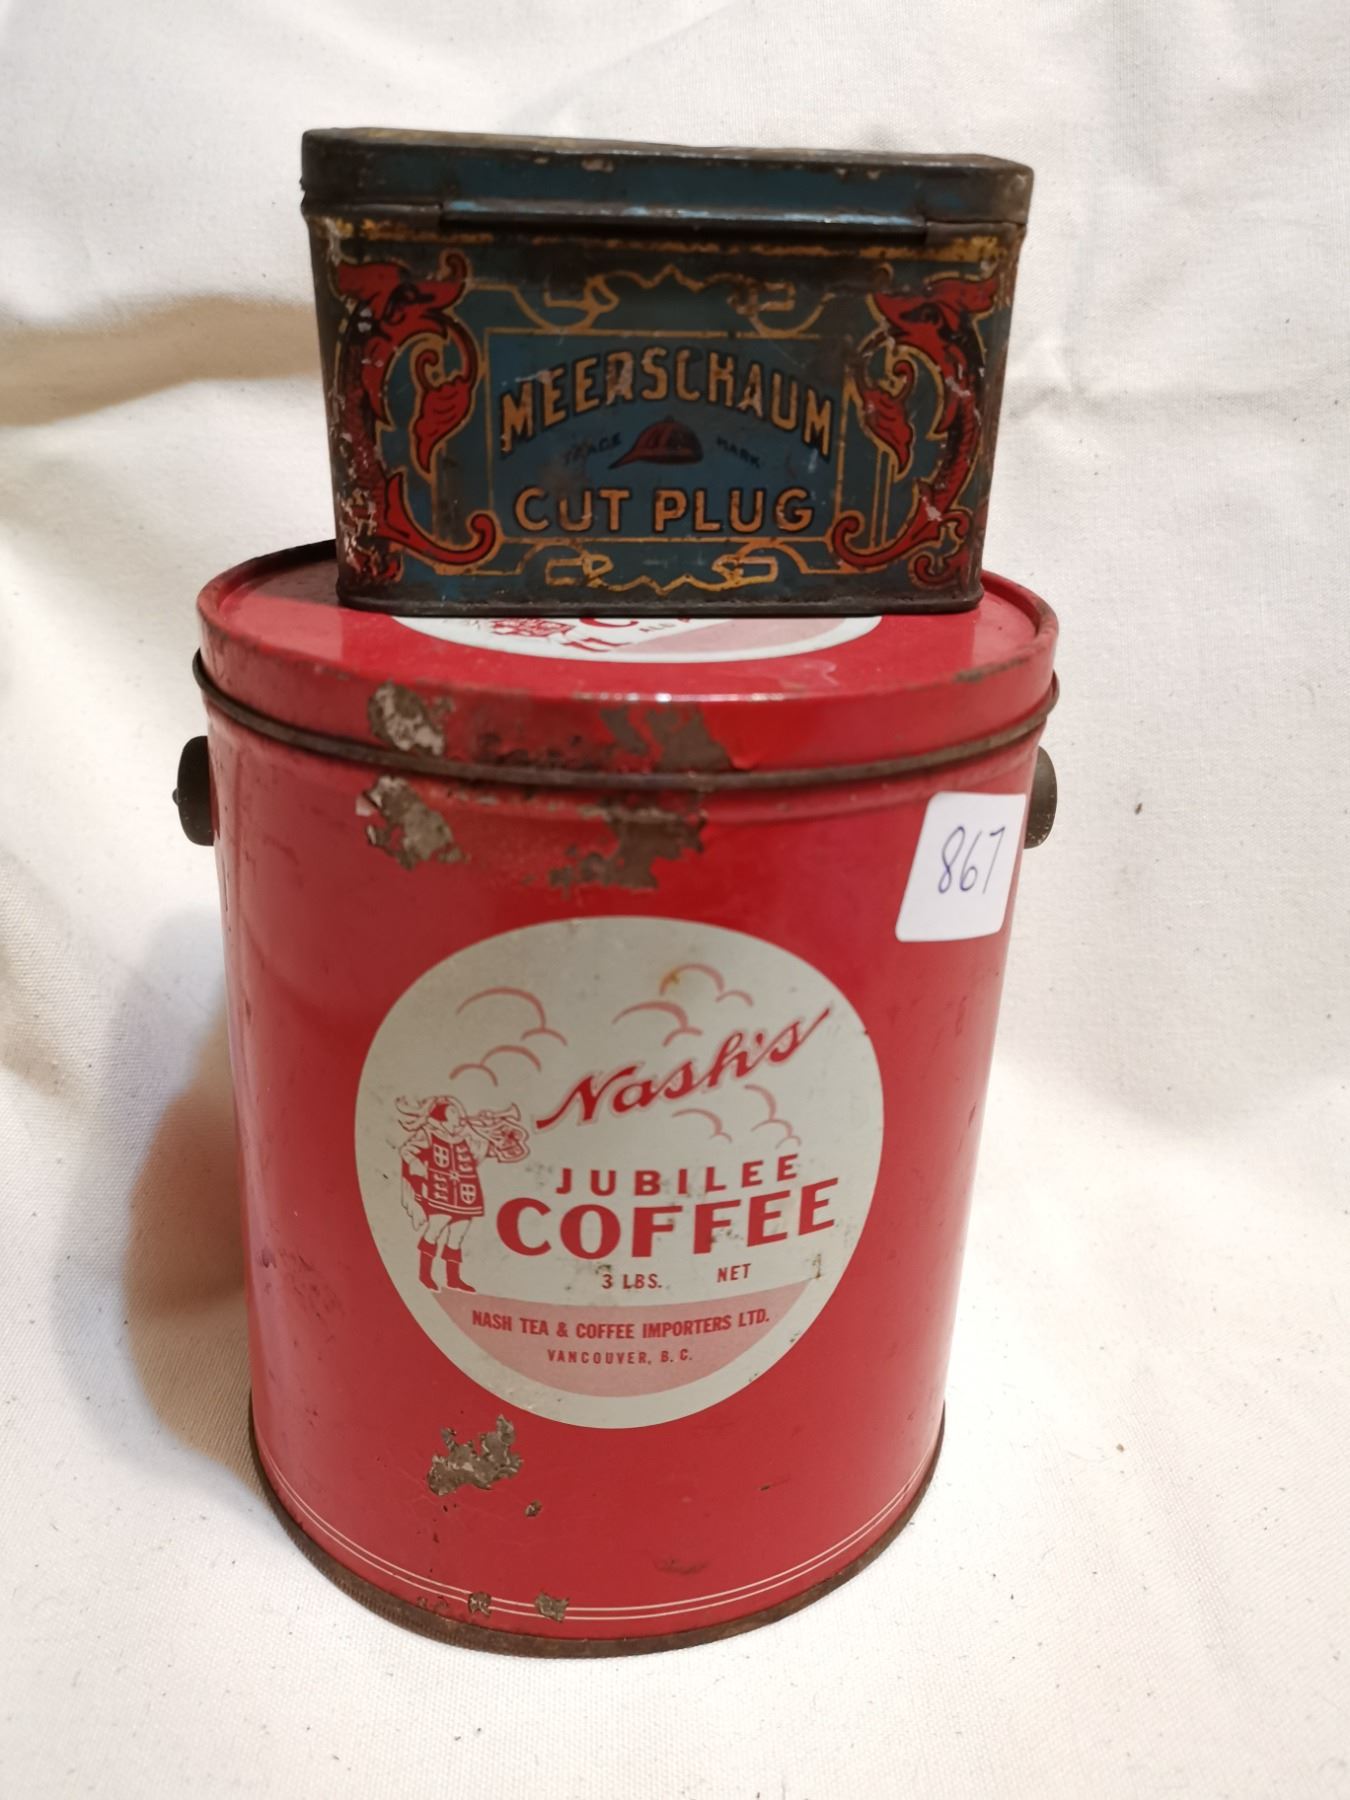 MEERSCHAUM
TRADE MARK
CUT PLUG
867
Nash's
JUBILEE
COFFEE
3 LBS. NET
NASH TEA & COFFEE IMPORTERS LTD.
VANCOUVER, B. C.